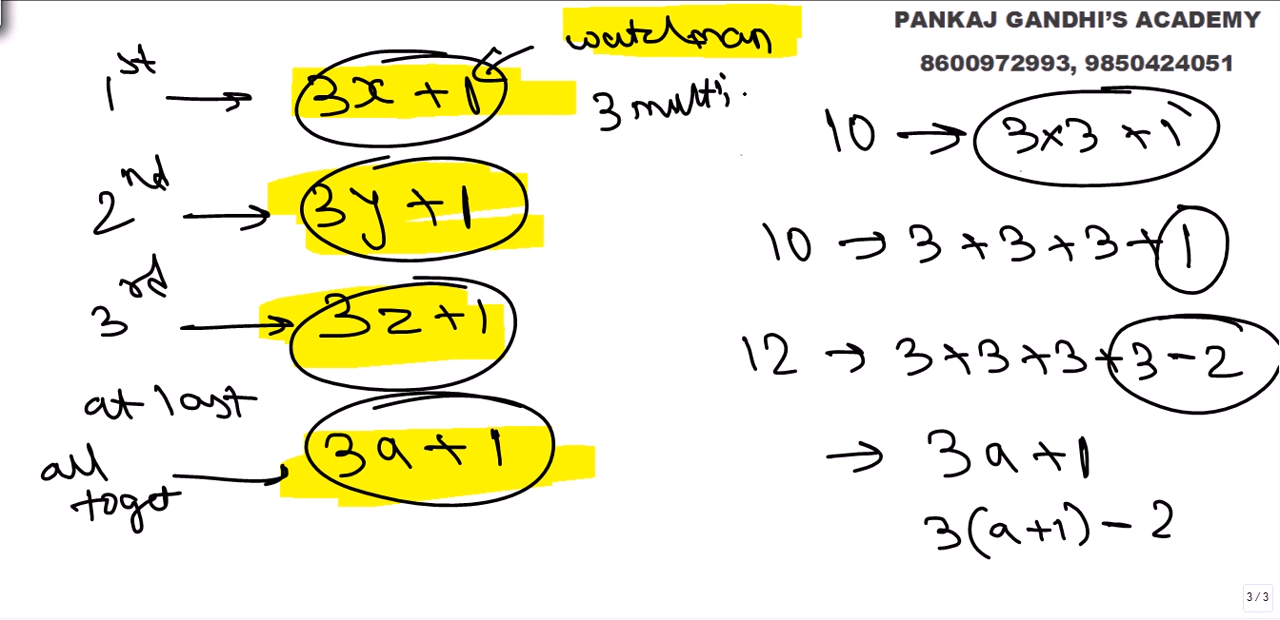 PANKAJ GANDHI'S ACADEMY
8600972993, 9850424051
watchman
1st → 3x + 1
3 multi.
2nd → 3y + 1
3rd → 3z + 1
at last
all toget → 3a + 1
10 → 3×3 + 1
10 → 3 + 3 + 3 + 1
12 → 3 + 3 + 3 + 3 - 2
→ 3a + 1
3(a+1) - 2
3 / 3